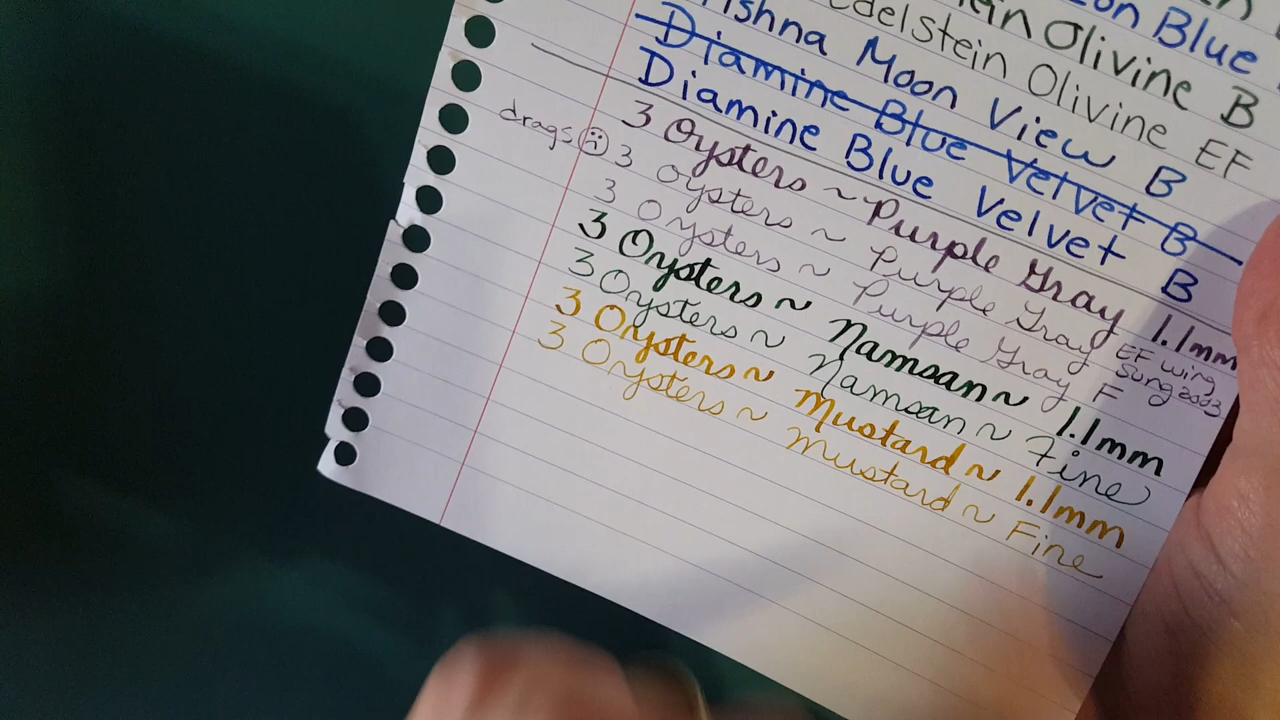 Blue
Olivine B
Edelstein Olivine EF
Moon View B
Diamine Blue Velvet B
Diamine Blue Velvet B
3 Oysters ~ Purple Gray 1.1mm
drags ☹ 3 Oysters ~ Purple Gray EF Wing Sung 2003
3 Oysters ~ Purple Gray F
3 Oysters ~ Namsan ~ 1.1mm
3 Oysters ~ Namsan ~ Fine
3 Oysters ~ Mustard ~ 1.1mm
3 Oysters ~ Mustard ~ Fine